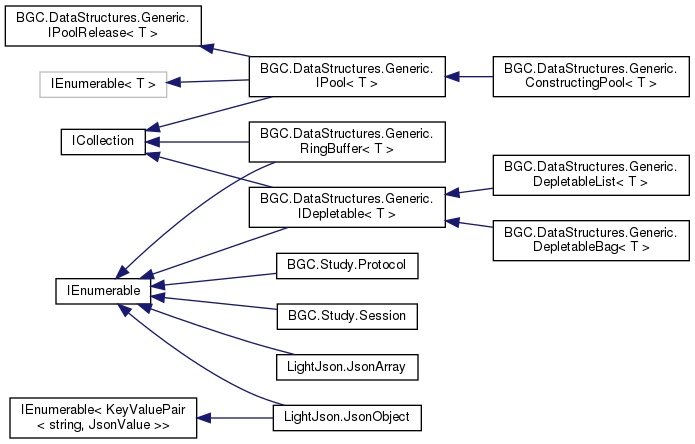 BGC.DataStructures.Generic.
IPoolRelease< T >
IEnumerable< T >
ICollection
IEnumerable
IEnumerable< KeyValuePair
< string, JsonValue >>
BGC.DataStructures.Generic.
IPool< T >
BGC.DataStructures.Generic.
RingBuffer< T >
BGC.DataStructures.Generic.
IDepletable< T >
BGC.Study.Protocol
BGC.Study.Session
LightJson.JsonArray
LightJson.JsonObject
BGC.DataStructures.Generic.
ConstructingPool< T >
BGC.DataStructures.Generic.
DepletableList< T >
BGC.DataStructures.Generic.
DepletableBag< T >